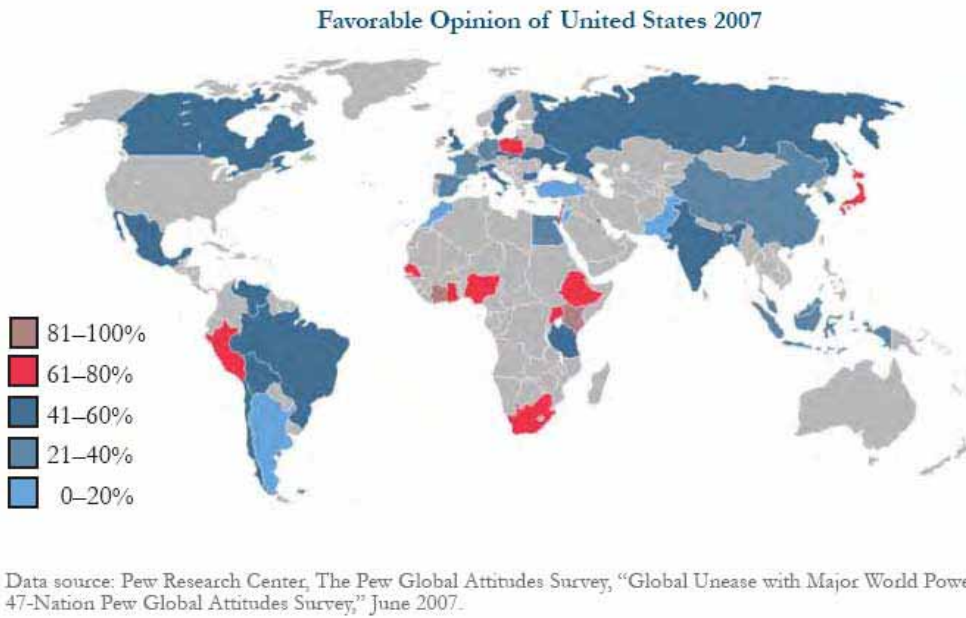 Favorable Opinion of United States 2007
81–100%
61–80%
41–60%
21–40%
0–20%
Data source: Pew Research Center, The Pew Global Attitudes Survey, “Global Unease with Major World Powe
47-Nation Pew Global Attitudes Survey,” June 2007.